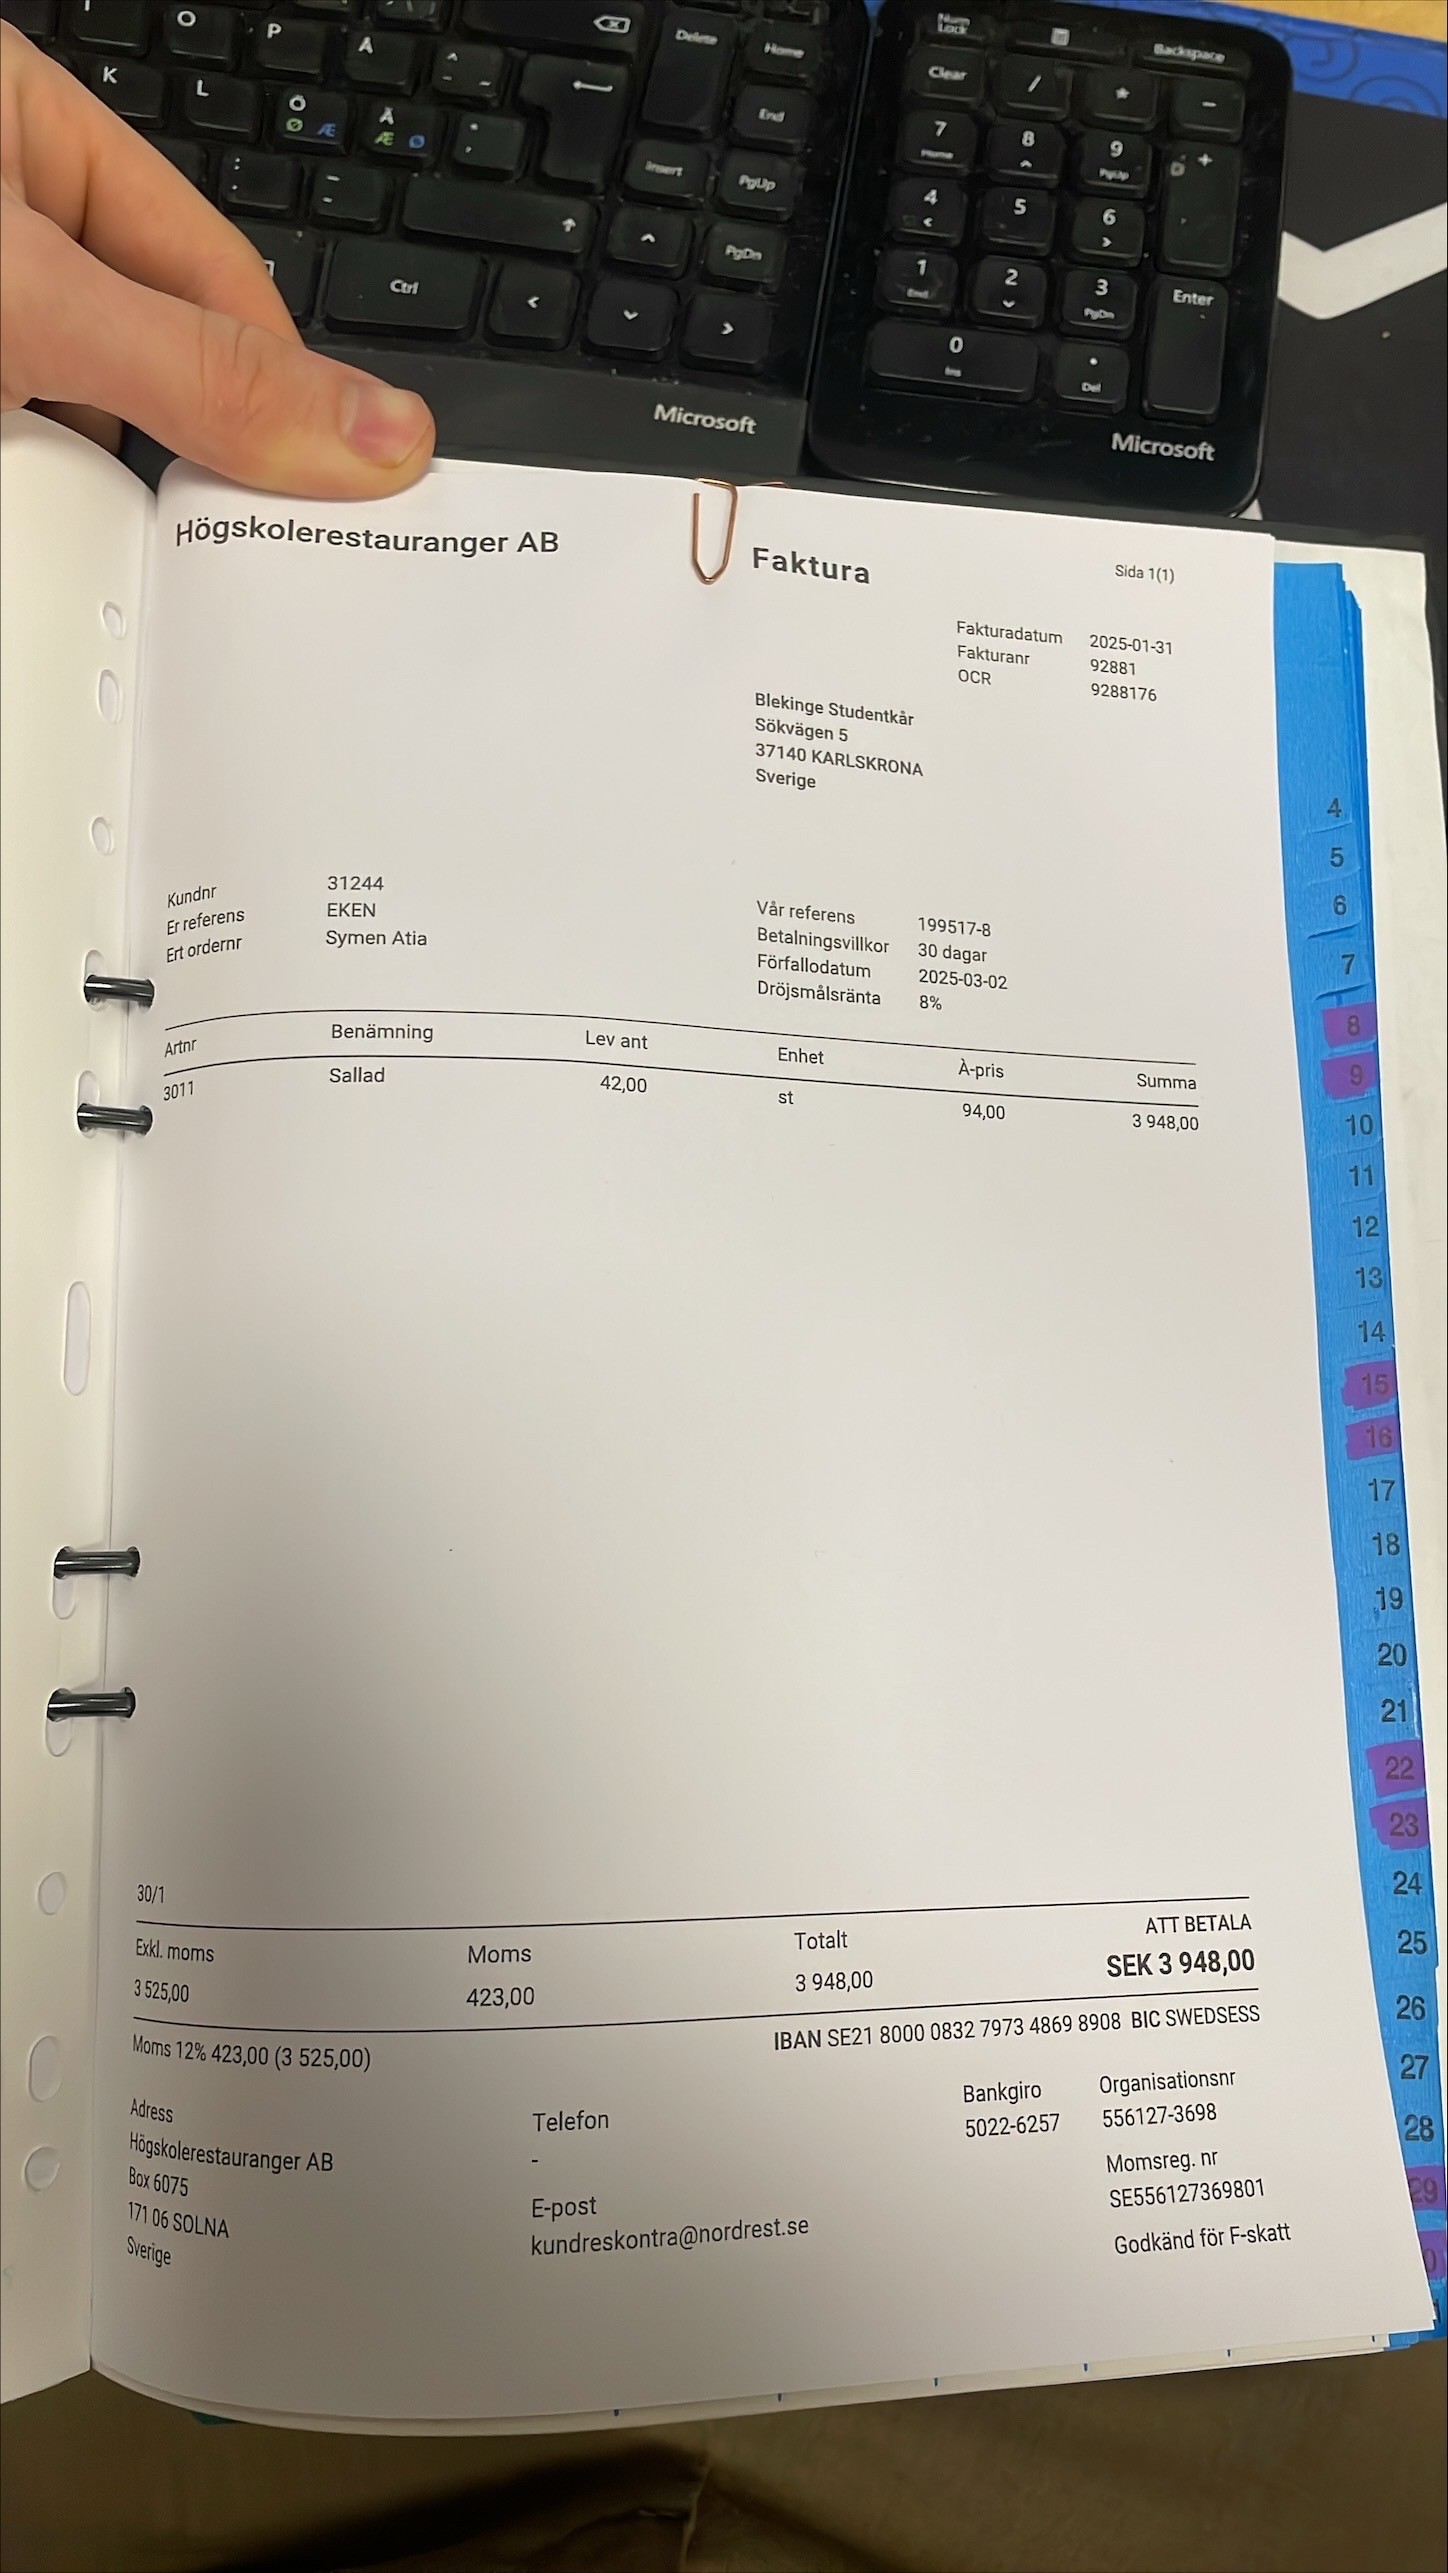 O P Å ^ Delete Home
K L Ö Ä End
Ø Æ Æ Ø
Insert PgUp
PgDn
Ctrl
Microsoft
Num Lock Backspace
Clear / * -
7 Home 8 9 PgUp +
4 5 6
1 End 2 3 PgDn Enter
0 Ins . Del
Microsoft
Högskolerestauranger AB
Faktura
Sida 1(1)
Fakturadatum 2025-01-31
Fakturanr 92881
OCR 9288176
Blekinge Studentkår
Sökvägen 5
37140 KARLSKRONA
Sverige
Kundnr 31244
Er referens EKEN
Ert ordernr Symen Atia
Vår referens 199517-8
Betalningsvillkor 30 dagar
Förfallodatum 2025-03-02
Dröjsmålsränta 8%
Artnr Benämning Lev ant Enhet À-pris Summa
3011 Sallad 42,00 st 94,00 3 948,00
30/1
Exkl. moms Moms Totalt ATT BETALA
3 525,00 423,00 3 948,00 SEK 3 948,00
Moms 12% 423,00 (3 525,00)
IBAN SE21 8000 0832 7973 4869 8908 BIC SWEDSESS
Adress
Högskolerestauranger AB
Box 6075
171 06 SOLNA
Sverige
Telefon
-
E-post
kundreskontra@nordrest.se
Bankgiro
5022-6257
Organisationsnr
556127-3698
Momsreg. nr
SE556127369801
Godkänd för F-skatt
4
5
6
7
8
9
10
11
12
13
14
15
16
17
18
19
20
21
22
23
24
25
26
27
28
29